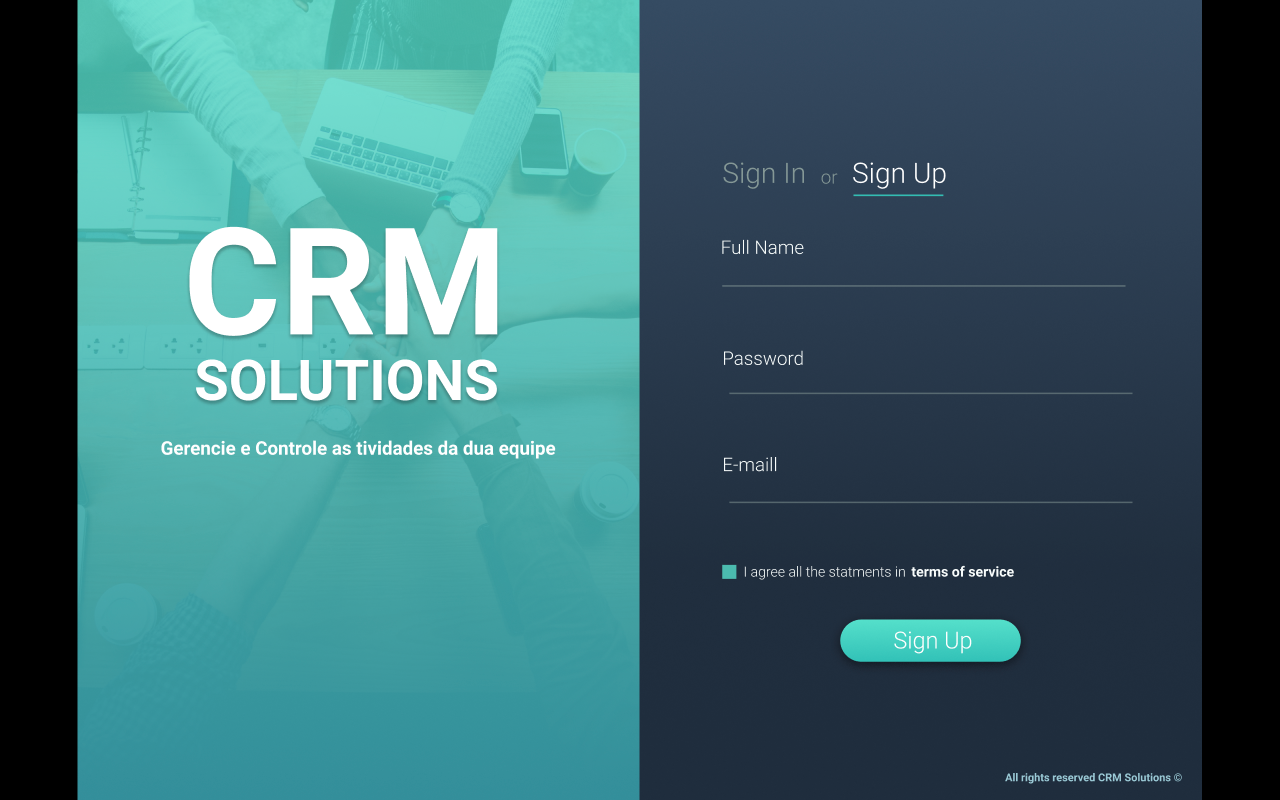 CRM
SOLUTIONS
Gerencie e Controle as tividades da dua equipe
Sign In or Sign Up
Full Name
Password
E-maill
I agree all the statments in terms of service
Sign Up
All rights reserved CRM Solutions ©